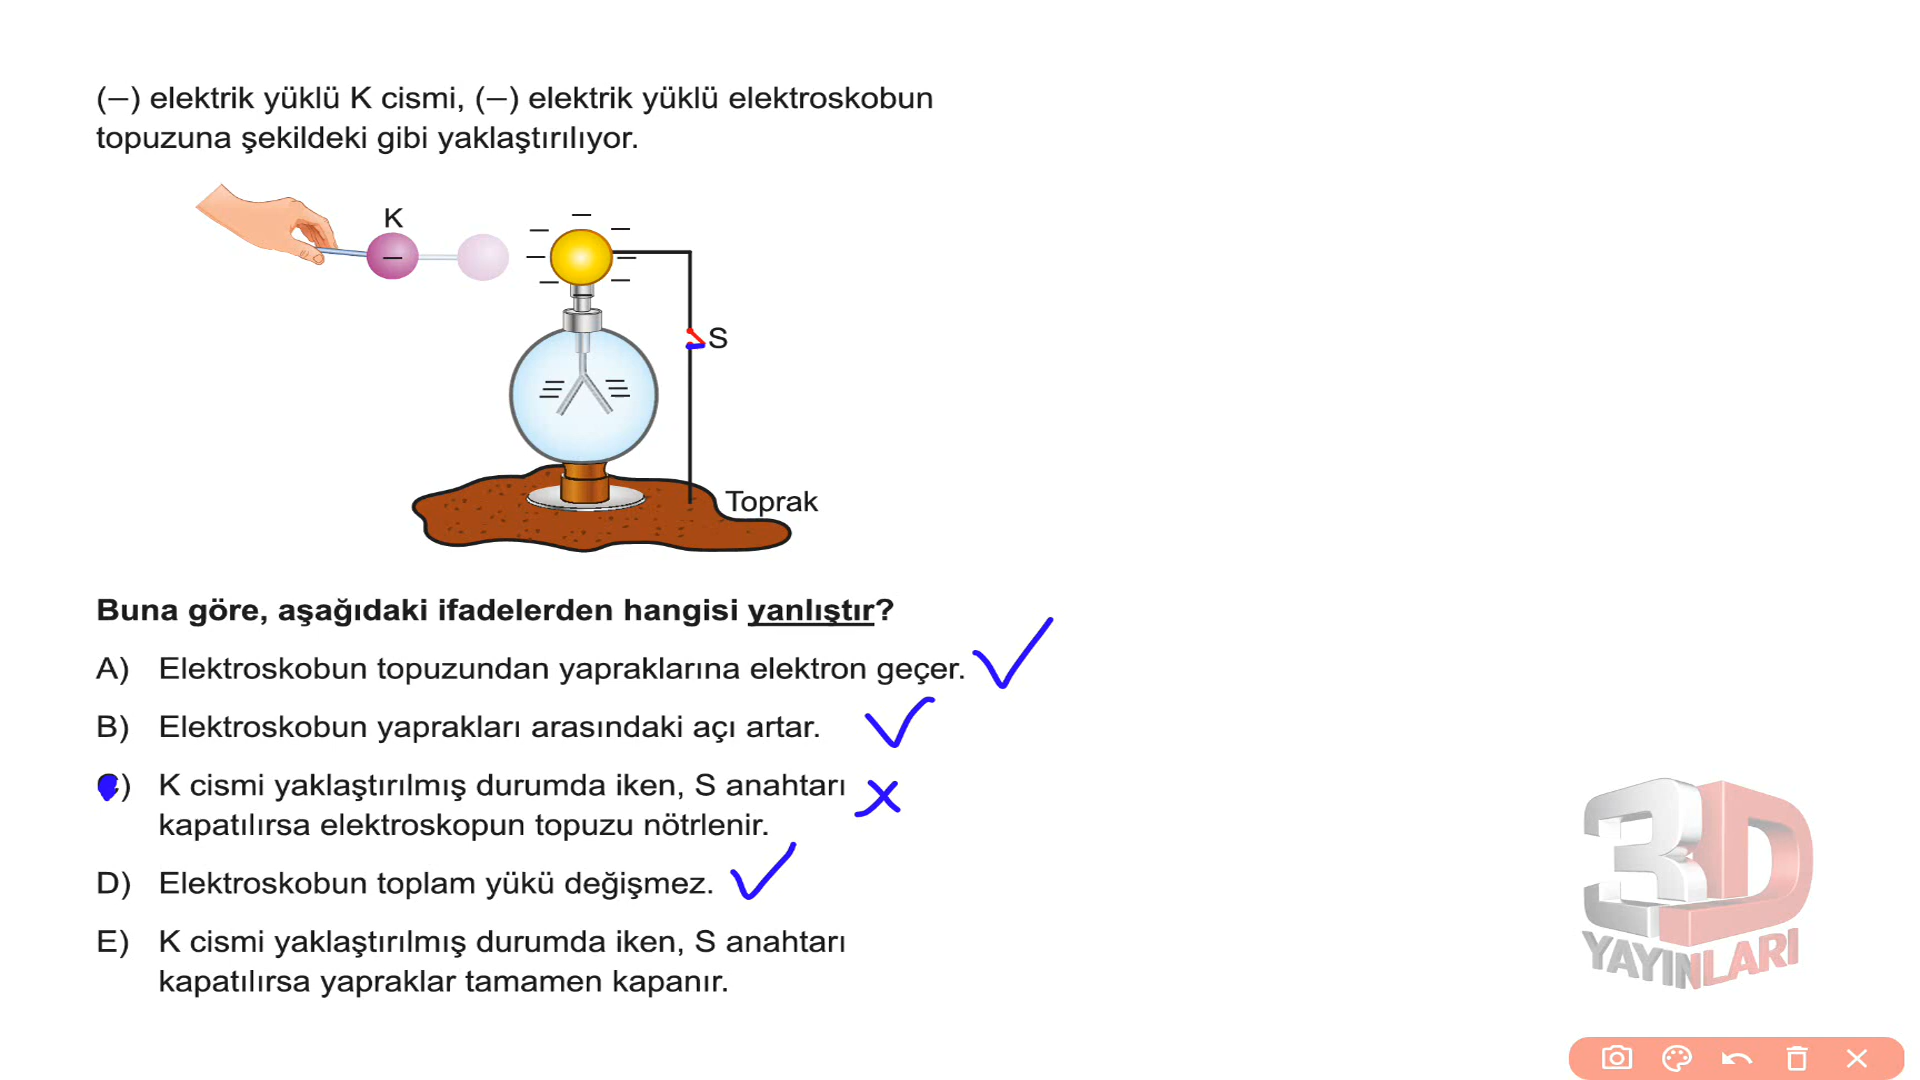 (–) elektrik yüklü K cismi, (–) elektrik yüklü elektroskobun
topuzuna şekildeki gibi yaklaştırılıyor.
K
S
Toprak
Buna göre, aşağıdaki ifadelerden hangisi yanlıştır?
A) Elektroskobun topuzundan yapraklarına elektron geçer.
B) Elektroskobun yaprakları arasındaki açı artar.
C) K cismi yaklaştırılmış durumda iken, S anahtarı
kapatılırsa elektroskopun topuzu nötrlenir.
D) Elektroskobun toplam yükü değişmez.
E) K cismi yaklaştırılmış durumda iken, S anahtarı
kapatılırsa yapraklar tamamen kapanır.
3D
YAYINLARI